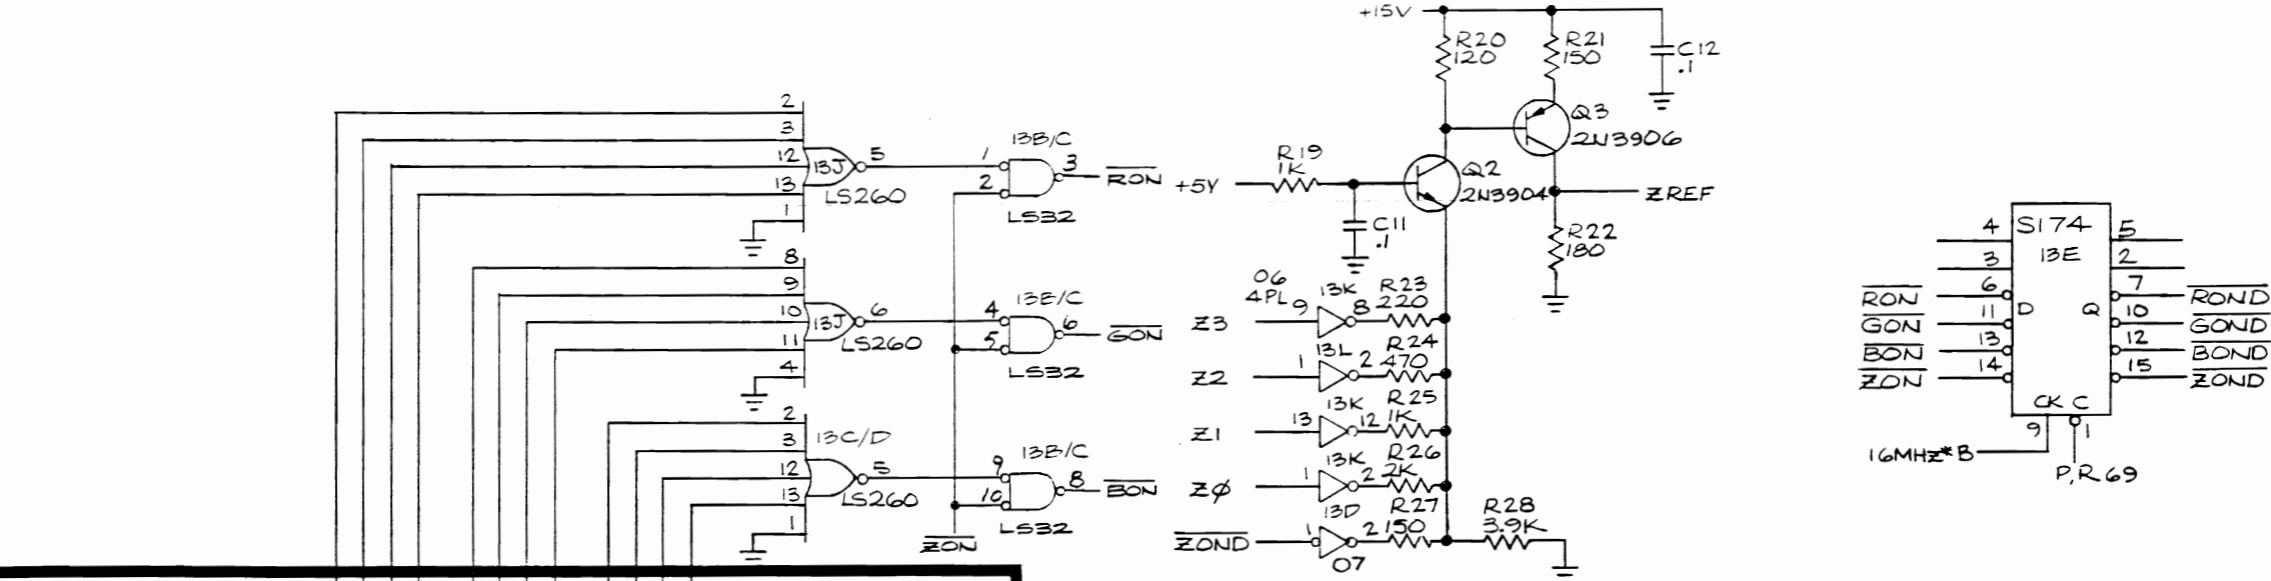 +15V
R20
120
R21
150
C12
.1
Q3
2N3906
2
3
12
13
1
13J
5
LS260
13B/C
1
2
3
RON
LS32
+5V
R19
1K
Q2
2N3904
ZREF
C11
.1
R22
180
8
9
10
11
4
13J
6
LS260
13B/C
4
5
6
GON
LS32
06
4PL
Z3
9
13K
8
R23
220
Z2
1
13L
2
R24
470
Z1
13
13K
12
R25
1K
ZØ
1
13K
2
R26
2K
ZOND
1
13D
2
07
R27
150
R28
3.9K
2
3
12
13
1
13C/D
5
LS260
13B/C
9
10
8
BON
LS32
ZON
S174
13E
4
3
6
11
13
14
RON
GON
BON
ZON
D
Q
5
2
7
10
12
15
ROND
GOND
BOND
ZOND
CK C
9
1
16MHZ*B
P,R69